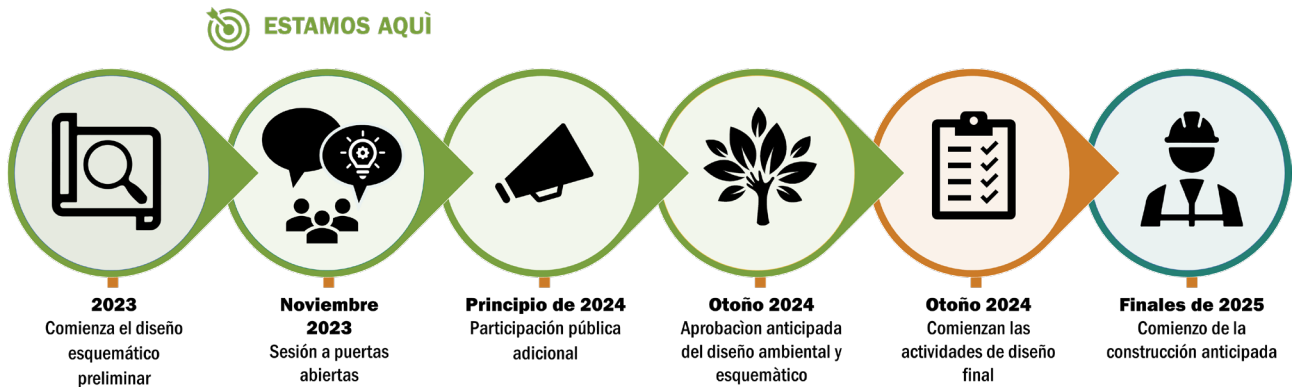 ESTAMOS AQUÌ
2023
Comienza el diseño
esquemático
preliminar
Noviembre
2023
Sesión a puertas
abiertas
Principio de 2024
Participación pública
adicional
Otoño 2024
Aprobacìon anticipada
del diseño ambiental y
esquemàtico
Otoño 2024
Comienzan las
actividades de diseño
final
Finales de 2025
Comienzo de la
construcción anticipada